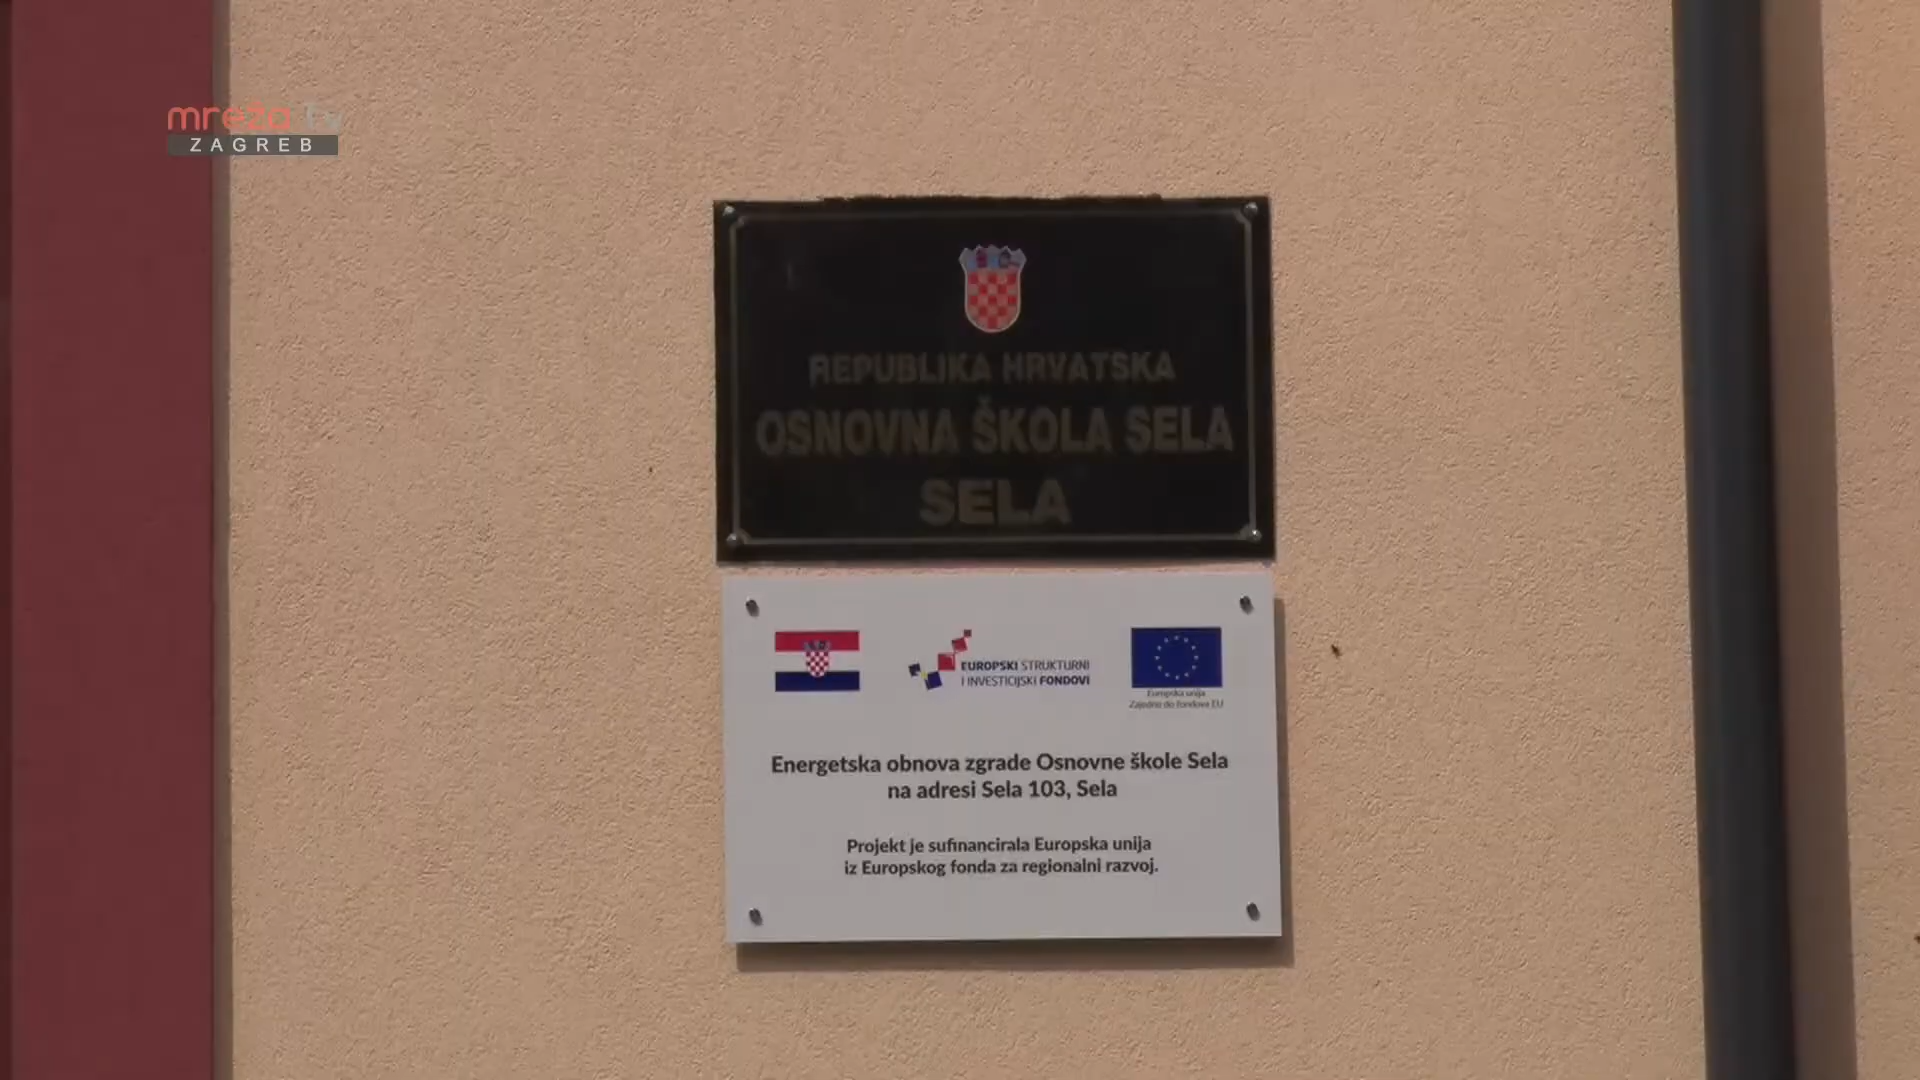 mreža TV
ZAGREB
REPUBLIKA HRVATSKA
OSNOVNA ŠKOLA SELA
SELA
EUROPSKI STRUKTURNI
I INVESTICIJSKI FONDOVI
Europska unija
Zajedno do fondova EU
Energetska obnova zgrade Osnovne škole Sela
na adresi Sela 103, Sela
Projekt je sufinancirala Europska unija
iz Europskog fonda za regionalni razvoj.